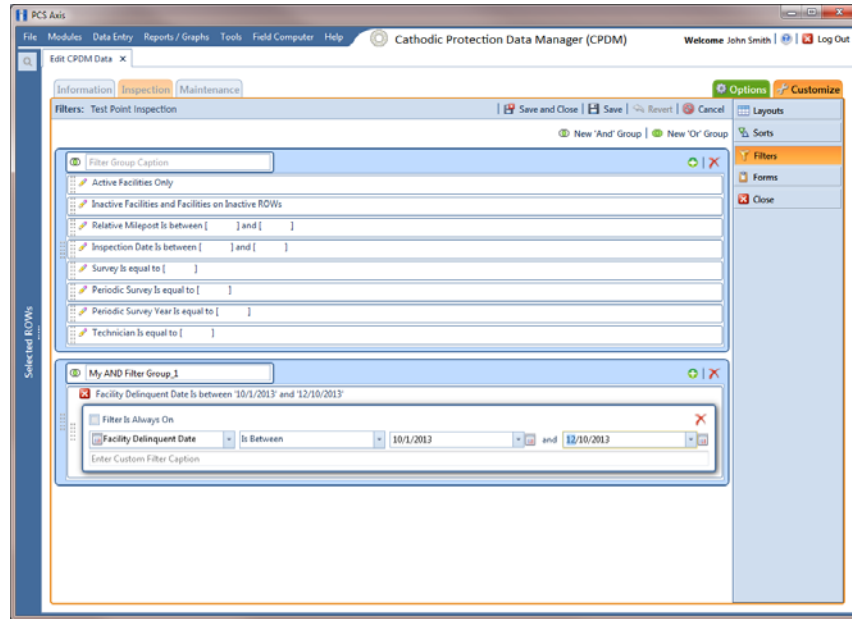 PCS Axis
File Modules Data Entry Reports / Graphs Tools Field Computer Help Cathodic Protection Data Manager (CPDM) Welcome John Smith | | Log Out
Edit CPDM Data X
Information Inspection Maintenance Options Customize
Filters: Test Point Inspection | Save and Close | Save | Revert | Cancel
Layouts
New 'And' Group | New 'Or' Group
Sorts
Filters
Forms
Close
Filter Group Caption
Active Facilities Only
Inactive Facilities and Facilities on Inactive ROWs
Relative Milepost Is between [ ] and [ ]
Inspection Date Is between [ ] and [ ]
Survey Is equal to [ ]
Periodic Survey Is equal to [ ]
Periodic Survey Year Is equal to [ ]
Technician Is equal to [ ]
Selected ROWs
My AND Filter Group_1
Facility Delinquent Date Is between '10/1/2013' and '12/10/2013'
Filter Is Always On
Facility Delinquent Date Is Between 10/1/2013 and 12/10/2013
Enter Custom Filter Caption